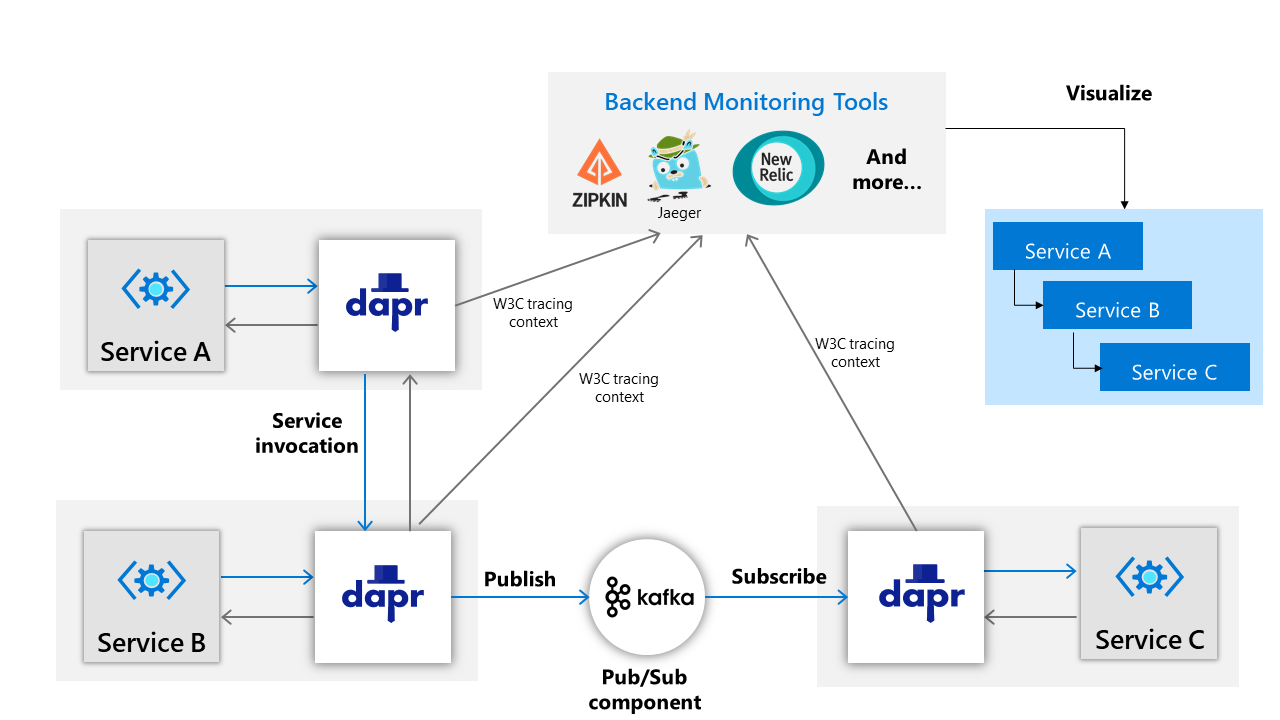 Backend Monitoring Tools
Visualize
ZIPKIN
Jaeger
New
Relic
And
more...
Service A
Service B
Service C
Service A
dapr
W3C tracing
context
W3C tracing
context
W3C tracing
context
Service
invocation
Service B
dapr
Publish
kafka
Subscribe
dapr
Service C
Pub/Sub
component